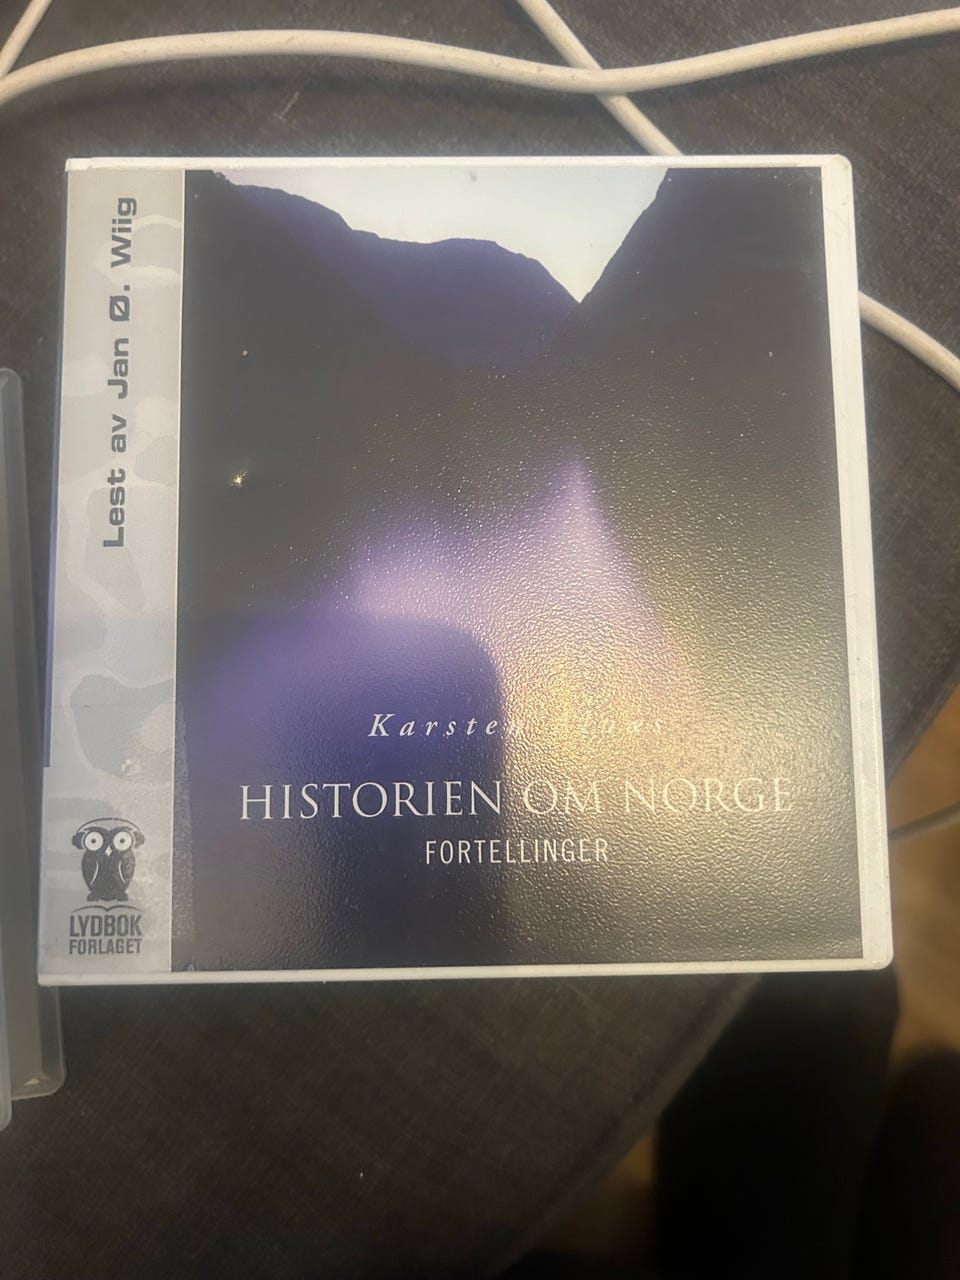 Lest av Jan Ø. Wiig
Karsten
HISTORIEN OM NORGE
FORTELLINGER
LYDBOK
FORLAGET